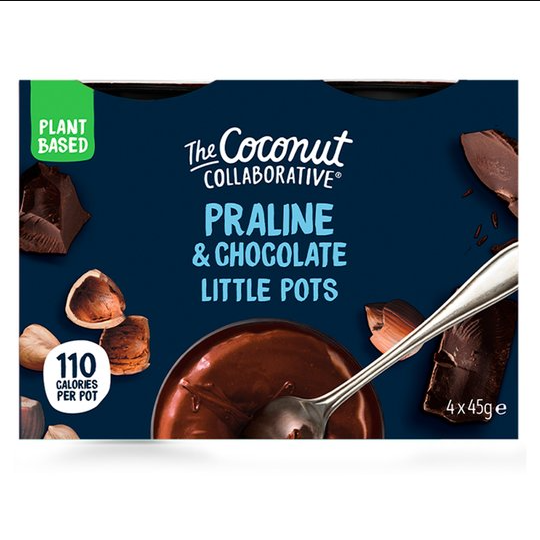 PLANT
BASED
The Coconut
COLLABORATIVE®
PRALINE
& CHOCOLATE
LITTLE POTS
110
CALORIES
PER POT
4 x 45g e